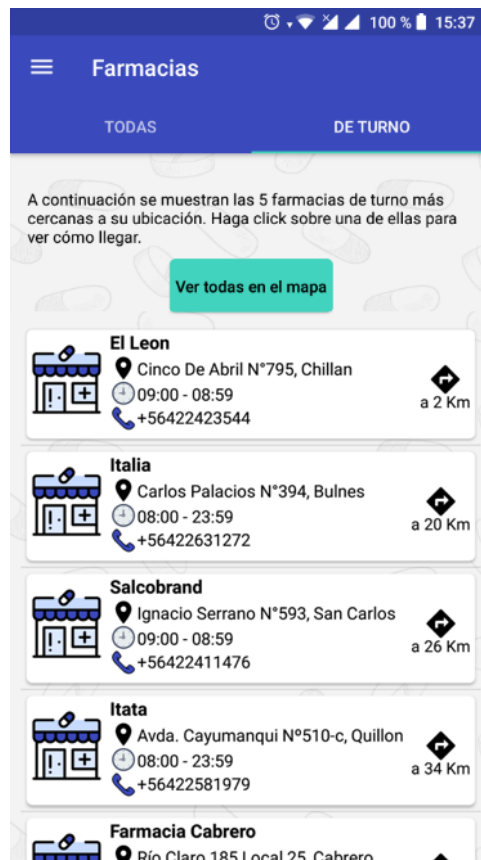 100 % 15:37
Farmacias
TODAS DE TURNO
A continuación se muestran las 5 farmacias de turno más
cercanas a su ubicación. Haga click sobre una de ellas para
ver cómo llegar.
Ver todas en el mapa
El Leon
Cinco De Abril N°795, Chillan
09:00 - 08:59
a 2 Km
+56422423544
Italia
Carlos Palacios N°394, Bulnes
08:00 - 23:59
a 20 Km
+56422631272
Salcobrand
Ignacio Serrano N°593, San Carlos
09:00 - 08:59
a 26 Km
+56422411476
Itata
Avda. Cayumanqui Nº510-c, Quillon
08:00 - 23:59
a 34 Km
+56422581979
Farmacia Cabrero
Río Claro 185 Local 25, Cabrero